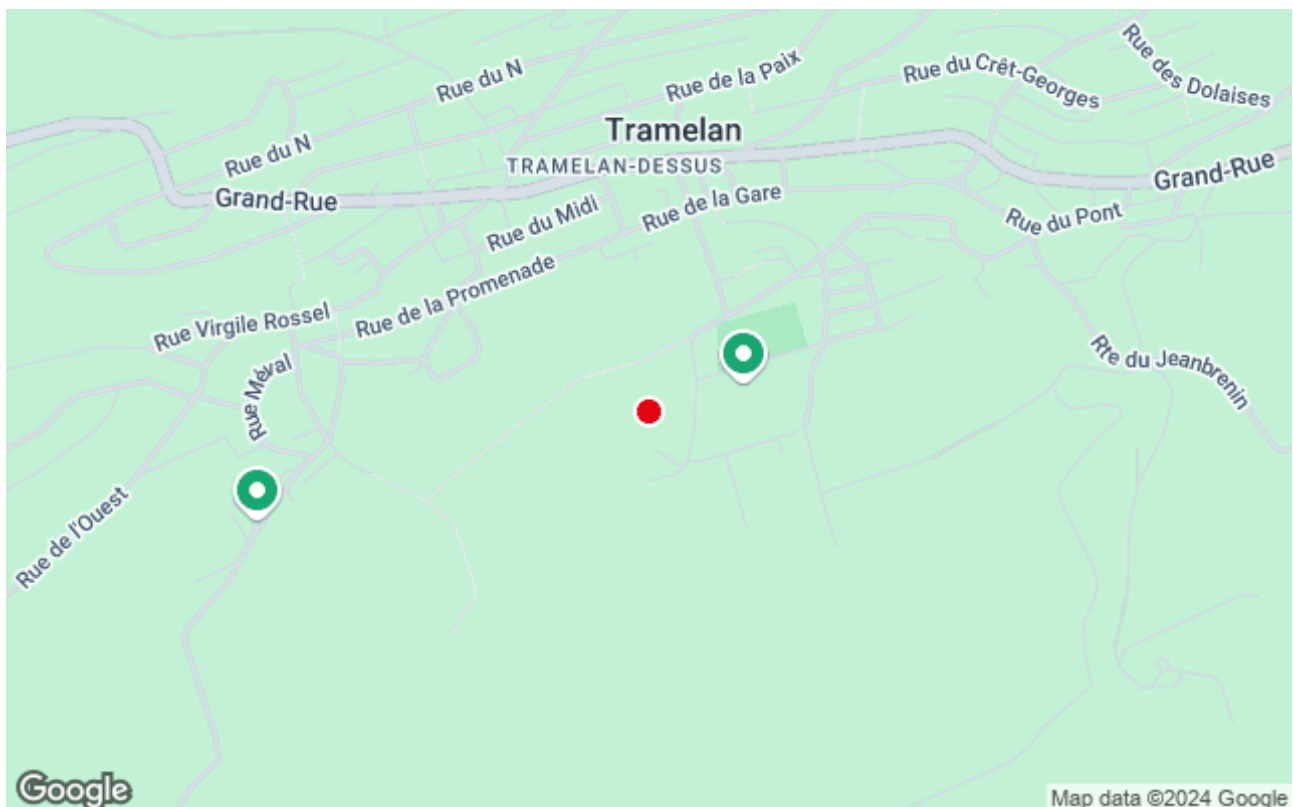 Rue du N
Rue de la Paix
Rue du Crêt-Georges
Rue des Dolaises
Tramelan
TRAMELAN-DESSUS
Rue du N
Grand-Rue
Grand-Rue
Rue du Midi
Rue de la Gare
Rue du Pont
Rue de la Promenade
Rue Virgile Rossel
Rue Méval
Rte du Jeanbrenin
Rue de l'Ouest
Google
Map data ©2024 Google